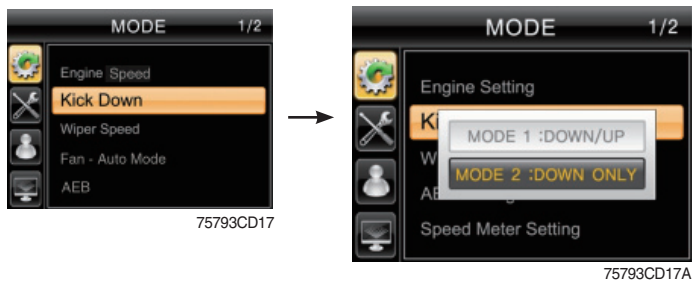 MODE 1/2
Engine Speed
Kick Down
Wiper Speed
Fan - Auto Mode
AEB
75793CD17
MODE 1/2
Engine Setting
Ki
MODE 1 :DOWN/UP
W
MODE 2 :DOWN ONLY
AE
Speed Meter Setting
75793CD17A